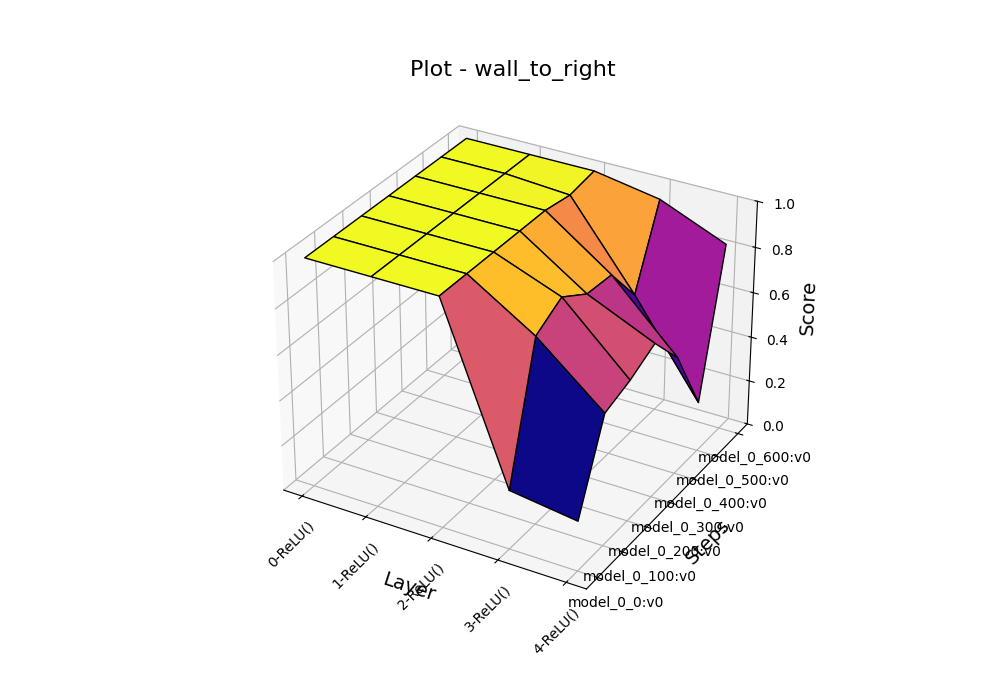 Plot - wall_to_right
1.0
0.8
0.6
0.4
0.2
0.0
Score
model_0_600:v0
model_0_500:v0
model_0_400:v0
model_0_300:v0
model_0_200:v0
model_0_100:v0
model_0_0:v0
Steps
0-ReLU()
1-ReLU()
2-ReLU()
3-ReLU()
4-ReLU()
Layer